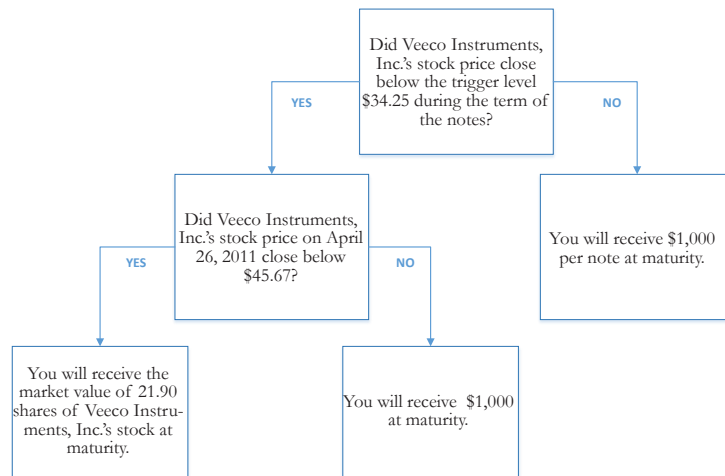 Did Veeco Instruments,
Inc.'s stock price close
below the trigger level
$34.25 during the term of
the notes?
YES
NO
Did Veeco Instruments,
Inc.'s stock price on April
26, 2011 close below
$45.67?
You will receive $1,000
per note at maturity.
YES
NO
You will receive the
market value of 21.90
shares of Veeco Instru-
ments, Inc.'s stock at
maturity.
You will receive $1,000
at maturity.